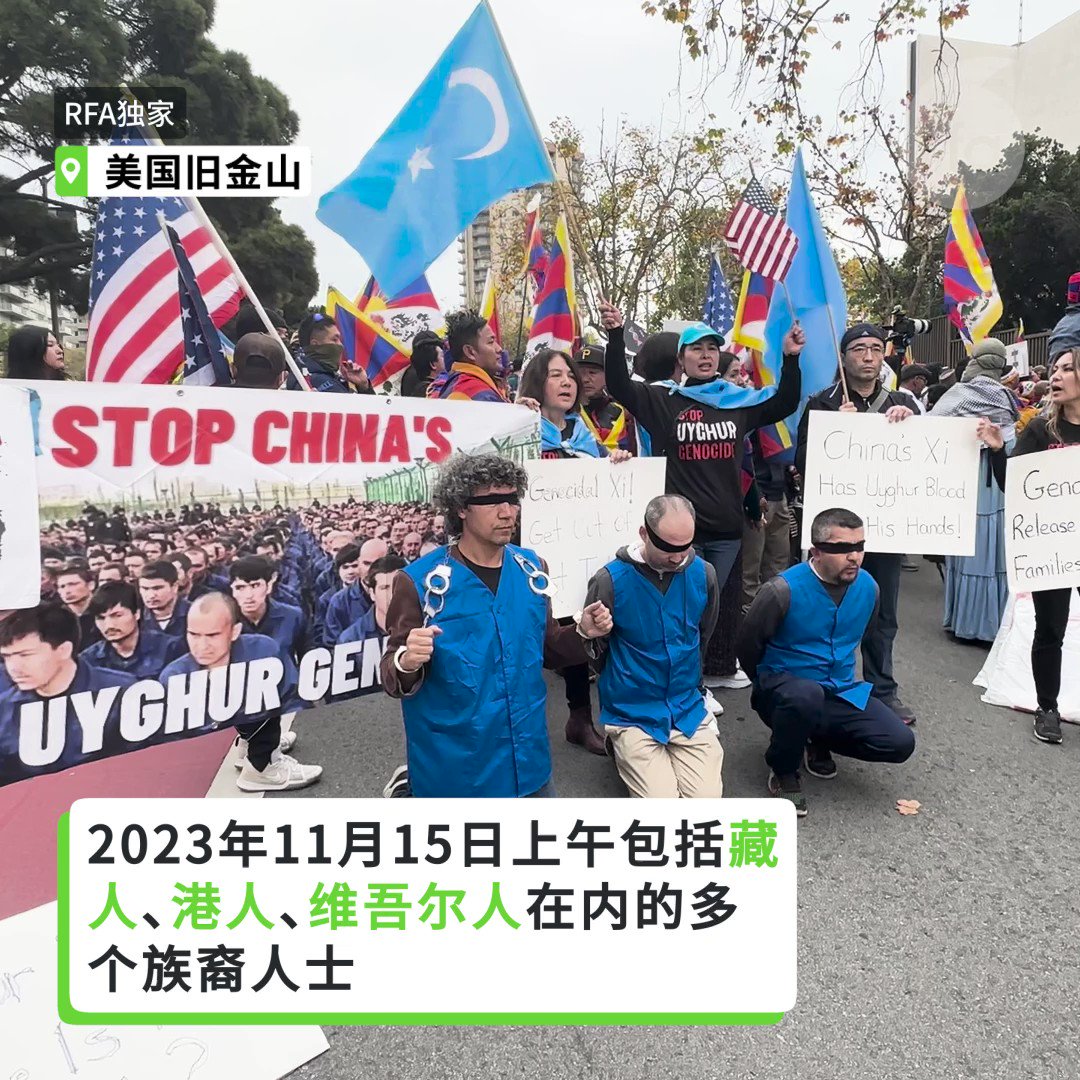 RFA独家
美国旧金山
STOP CHINA'S
UYGHUR GEN
STOP
UYGHUR
GENOCIDE
Genocidal Xi!
Get Out of
China's Xi
Has Uyghur Blood
His Hands!
Release
Families
2023年11月15日上午包括藏
人、港人、维吾尔人在内的多
个族裔人士